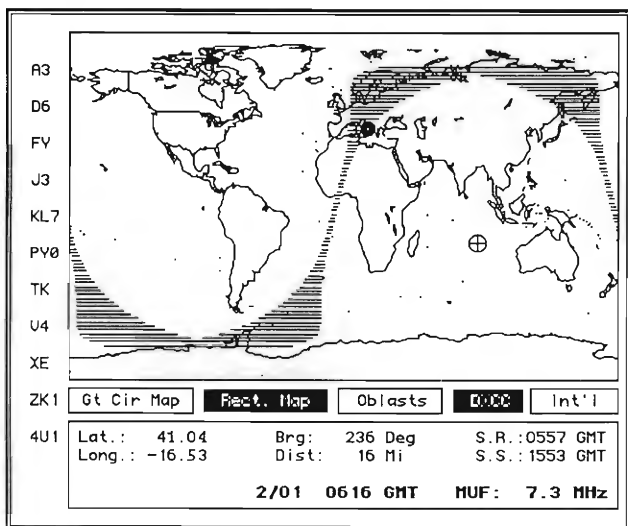 A3
D6
FY
J3
KL7
PY0
TK
V4
XE
ZK1
4U1
Gt Cir Map Rect. Map Oblasts DXCC Int'l
Lat.: 41.04 Brg: 236 Deg S.R.:0557 GMT
Long.: -16.53 Dist: 16 Mi S.S.:1553 GMT
2/01 0616 GMT MUF: 7.3 MHz